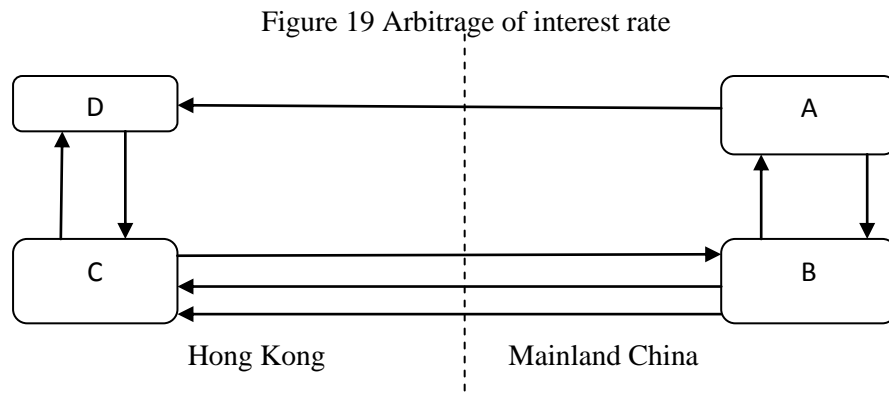 Figure 19 Arbitrage of interest rate
D
A
C
B
Hong Kong
Mainland China